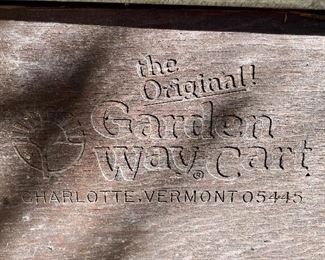 the
Original!
Garden
Way® Cart
CHARLOTTE, VERMONT 05445